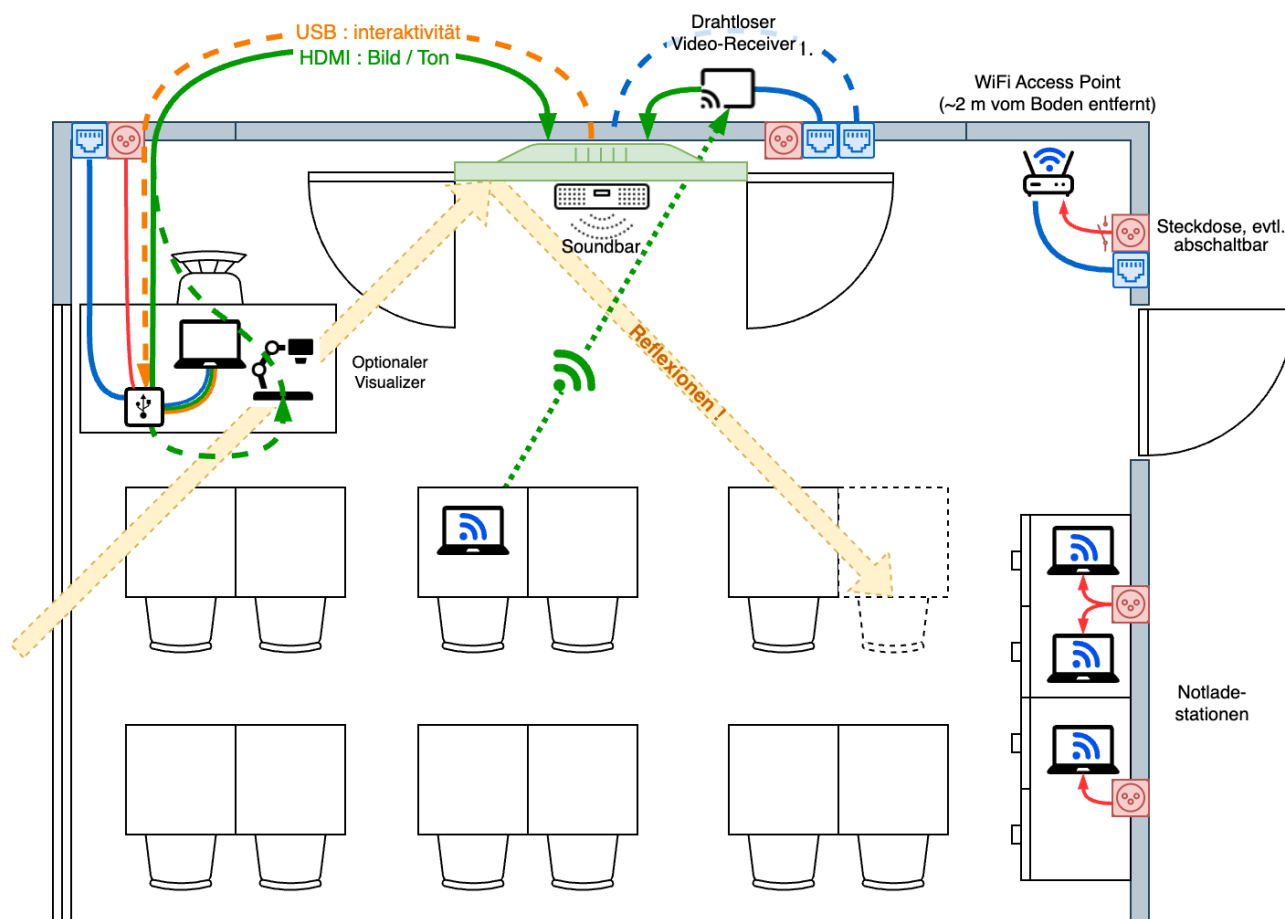 USB : interaktivität
HDMI : Bild / Ton
Drahtloser
Video-Receiver
1.
WiFi Access Point
(~2 m vom Boden entfernt)
Steckdose, evtl.
abschaltbar
Soundbar
Optionaler
Visualizer
Reflexionen !
Notlade-
stationen